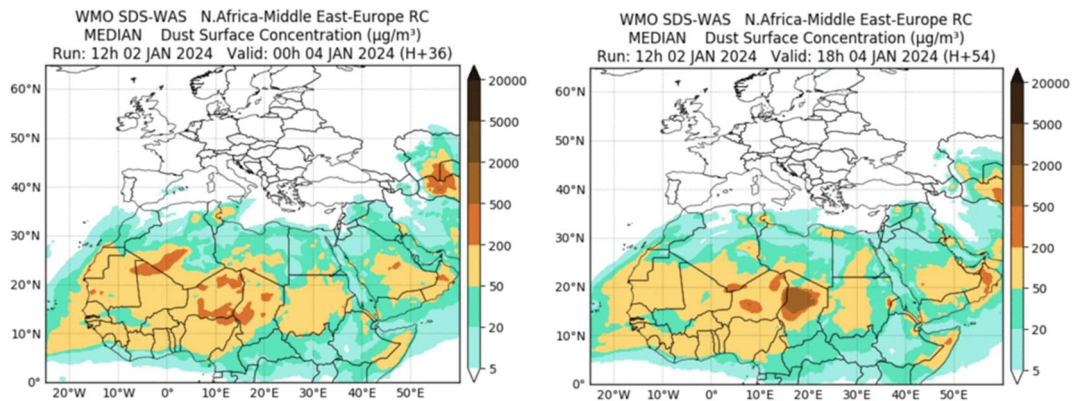 WMO SDS-WAS N.Africa-Middle East-Europe RC
MEDIAN Dust Surface Concentration (µg/m³)
Run: 12h 02 JAN 2024 Valid: 00h 04 JAN 2024 (H+36)
60°N
50°N
40°N
30°N
20°N
10°N
0°
20°W
10°W
0°
10°E
20°E
30°E
40°E
50°E
20000
5000
2000
500
200
50
20
5
WMO SDS-WAS N.Africa-Middle East-Europe RC
MEDIAN Dust Surface Concentration (µg/m³)
Run: 12h 02 JAN 2024 Valid: 18h 04 JAN 2024 (H+54)
60°N
50°N
40°N
30°N
20°N
10°N
0°
20°W
10°W
0°
10°E
20°E
30°E
40°E
50°E
20000
5000
2000
500
200
50
20
5